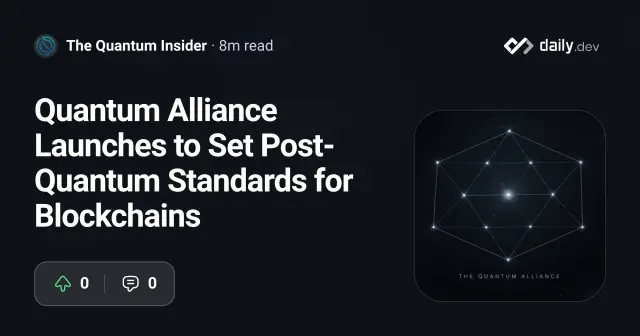 The Quantum Insider · 8m read
daily.dev
Quantum Alliance
Launches to Set Post-
Quantum Standards for
Blockchains
THE QUANTUM ALLIANCE
0 0